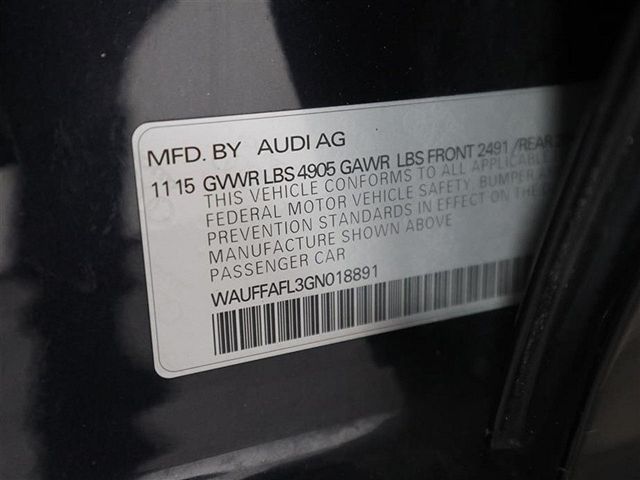 MFD. BY AUDI AG
11 15 GVWR LBS 4905 GAWR LBS FRONT 2491 /REAR
THIS VEHICLE CONFORMS TO ALL APPLICABLE
FEDERAL MOTOR VEHICLE SAFETY, BUMPER
PREVENTION STANDARDS IN EFFECT ON THE
MANUFACTURE SHOWN ABOVE
PASSENGER CAR
WAUFFAFL3GN018891